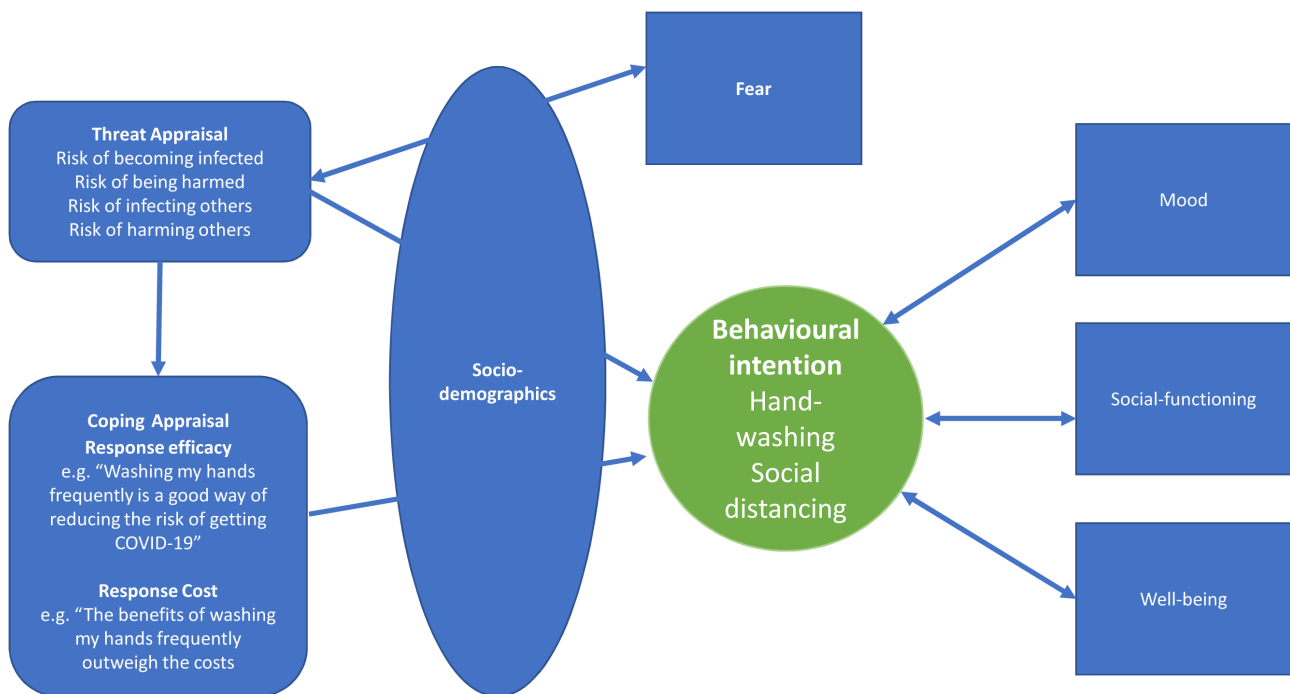 Threat Appraisal
Risk of becoming infected
Risk of being harmed
Risk of infecting others
Risk of harming others
Coping Appraisal
Response efficacy
e.g. “Washing my
hands
frequently is a good way of
reducing the risk of getting
COVID-19”
Response Cost
e.g. “The benefits of washing
my hands frequently
outweigh the costs
Socio-
demographics
Fear
Behavioural
intention
Hand-
washing
Social
distancing
Mood
Social-functioning
Well-being